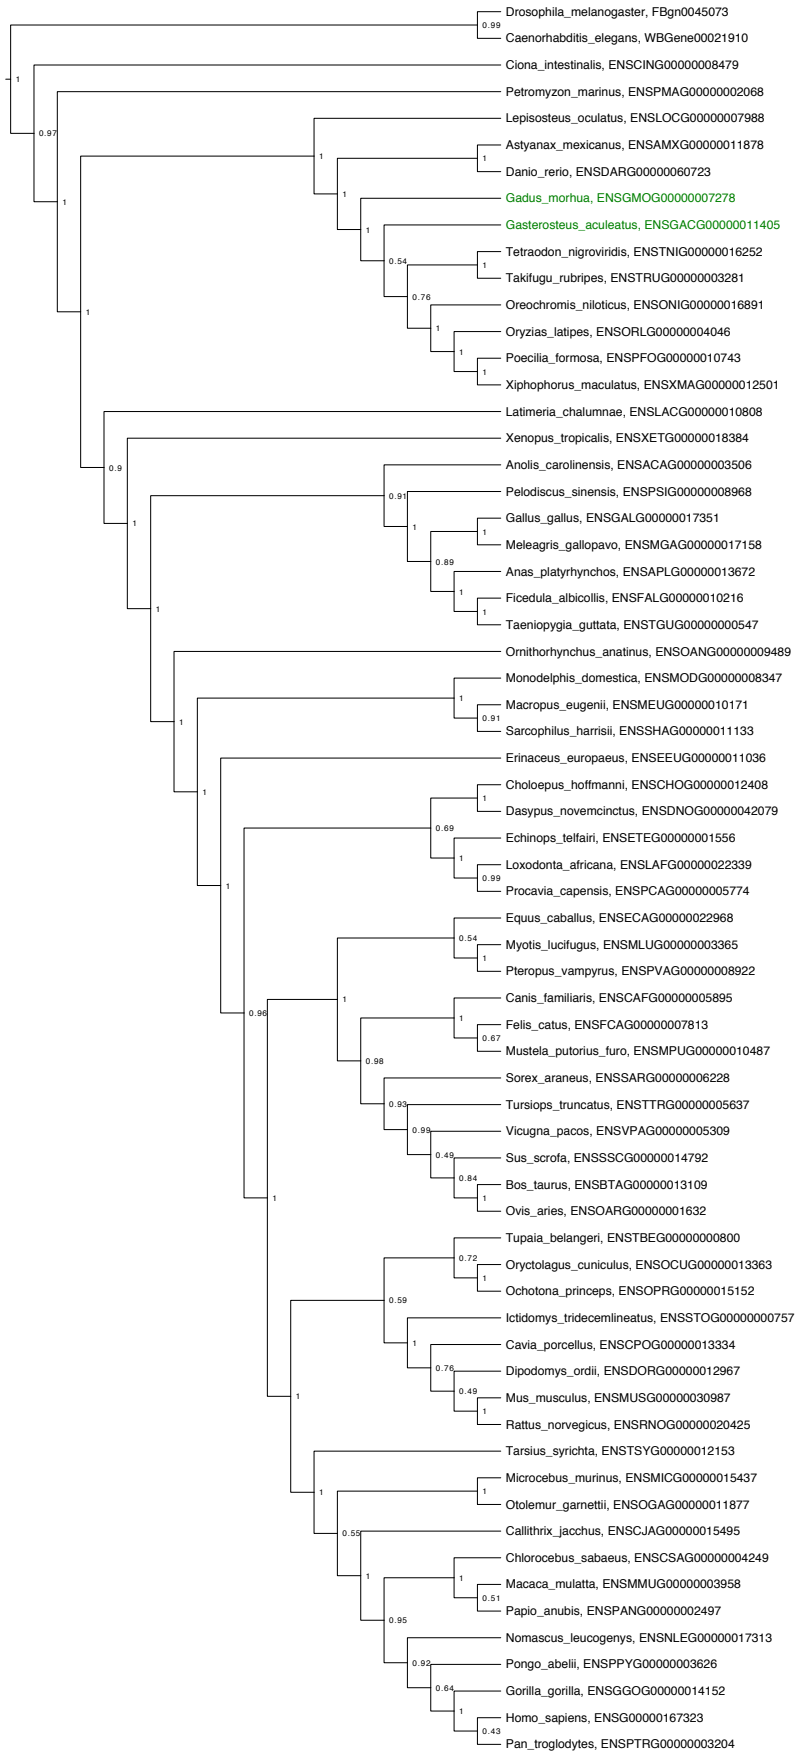 Drosophila_melanogaster, FBgn0045073
0.99
Caenorhabditis_elegans, WBGene00021910
Ciona_intestinalis, ENSCING00000008479
1
Petromyzon_marinus, ENSPMAG00000002068
Lepisosteus_oculatus, ENSLOCG00000007988
0.97
Astyanax_mexicanus, ENSAMXG00000011878
1
1
Danio_rerio, ENSDARG00000060723
1
Gadus_morhua, ENSGMOG00000007278
1
Gasterosteus_aculeatus, ENSGACG00000011405
1
Tetraodon_nigroviridis, ENSTNIG00000016252
0.54
1
Takifugu_rubripes, ENSTRUG00000003281
0.76
Oreochromis_niloticus, ENSONIG00000016891
1
1
Oryzias_latipes, ENSORLG00000004046
1
Poecilia_formosa, ENSPFOG00000010743
1
Xiphophorus_maculatus, ENSXMAG00000012501
Latimeria_chalumnae, ENSLACG00000010808
Xenopus_tropicalis, ENSXETG00000018384
0.9
Anolis_carolinensis, ENSACAG00000003506
0.91
Pelodiscus_sinensis, ENSPSIG00000008968
1
Gallus_gallus, ENSGALG00000017351
1
1
Meleagris_gallopavo, ENSMGAG00000017158
0.89
Anas_platyrhynchos, ENSAPLG00000013672
1
Ficedula_albicollis, ENSFALG00000010216
1
1
Taeniopygia_guttata, ENSTGUG00000000547
Ornithorhynchus_anatinus, ENSOANG00000009489
Monodelphis_domestica, ENSMODG00000008347
1
Macropus_eugenii, ENSMEUG00000010171
1
0.91
Sarcophilus_harrisii, ENSSHAG00000011133
Erinaceus_europaeus, ENSEEUG00000011036
Choloepus_hoffmanni, ENSCHOG00000012408
1
1
Dasypus_novemcinctus, ENSDNOG00000042079
0.69
Echinops_telfairi, ENSETEG00000001556
1
Loxodonta_africana, ENSLAFG00000022339
0.99
1
Procavia_capensis, ENSPCAG00000005774
Equus_caballus, ENSECAG00000022968
0.54
Myotis_lucifugus, ENSMLUG00000003365
1
Pteropus_vampyrus, ENSPVAG00000008922
1
Canis_familiaris, ENSCAFG00000005895
0.96
1
Felis_catus, ENSFCAG00000007813
0.67
Mustela_putorius_furo, ENSMPUG00000010487
0.98
Sorex_araneus, ENSSARG00000006228
0.93
Tursiops_truncatus, ENSTTRG00000005637
0.99
Vicugna_pacos, ENSVPAG00000005309
0.49
Sus_scrofa, ENSSSCG00000014792
0.84
Bos_taurus, ENSBTAG00000013109
1
1
Ovis_aries, ENSOARG00000001632
Tupaia_belangeri, ENSTBEG00000000800
0.72
Oryctolagus_cuniculus, ENSOCUG00000013363
1
Ochotona_princeps, ENSOPRG00000015152
0.59
Ictidomys_tridecemlineatus, ENSSTOG00000000757
1
Cavia_porcellus, ENSCPOG00000013334
0.76
Dipodomys_ordii, ENSDORG00000012967
0.49
Mus_musculus, ENSMUSG00000030987
1
1
Rattus_norvegicus, ENSRNOG00000020425
Tarsius_syrichta, ENSTSYG00000012153
Microcebus_murinus, ENSMICG00000015437
1
1
Otolemur_garnettii, ENSOGAG00000011877
0.55
Callithrix_jacchus, ENSCJAG00000015495
Chlorocebus_sabaeus, ENSCSAG00000004249
1
1
Macaca_mulatta, ENSMMUG00000003958
0.51
Papio_anubis, ENSPANG00000002497
0.95
Nomascus_leucogenys, ENSNLEG00000017313
0.92
Pongo_abelii, ENSPPYG00000003626
0.64
Gorilla_gorilla, ENSGGOG00000014152
1
Homo_sapiens, ENSG00000167323
0.43
Pan_troglodytes, ENSPTRG00000003204